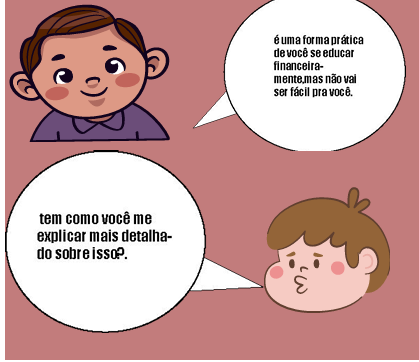 é uma forma prática
de você se educar
financeira-
mente,mas não vai
ser fácil pra você.
tem como você me
explicar mais detalha-
do sobre isso?.